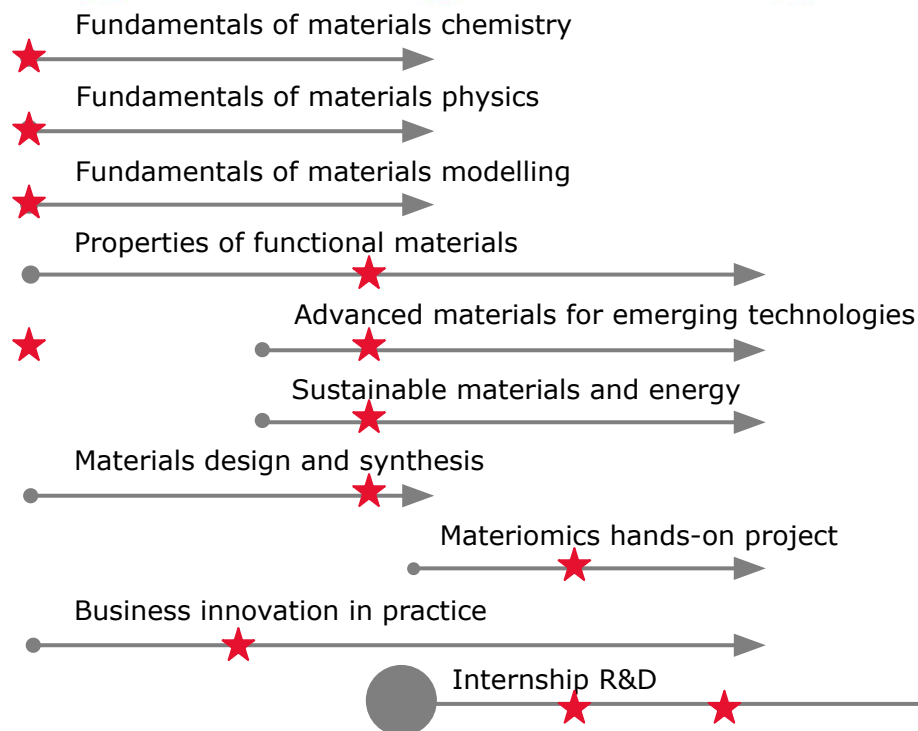 Fundamentals of materials chemistry
Fundamentals of materials physics
Fundamentals of materials modelling
Properties of functional materials
Advanced materials for emerging technologies
Sustainable materials and energy
Materials design and synthesis
Materiomics hands-on project
Business innovation in practice
Internship R&D